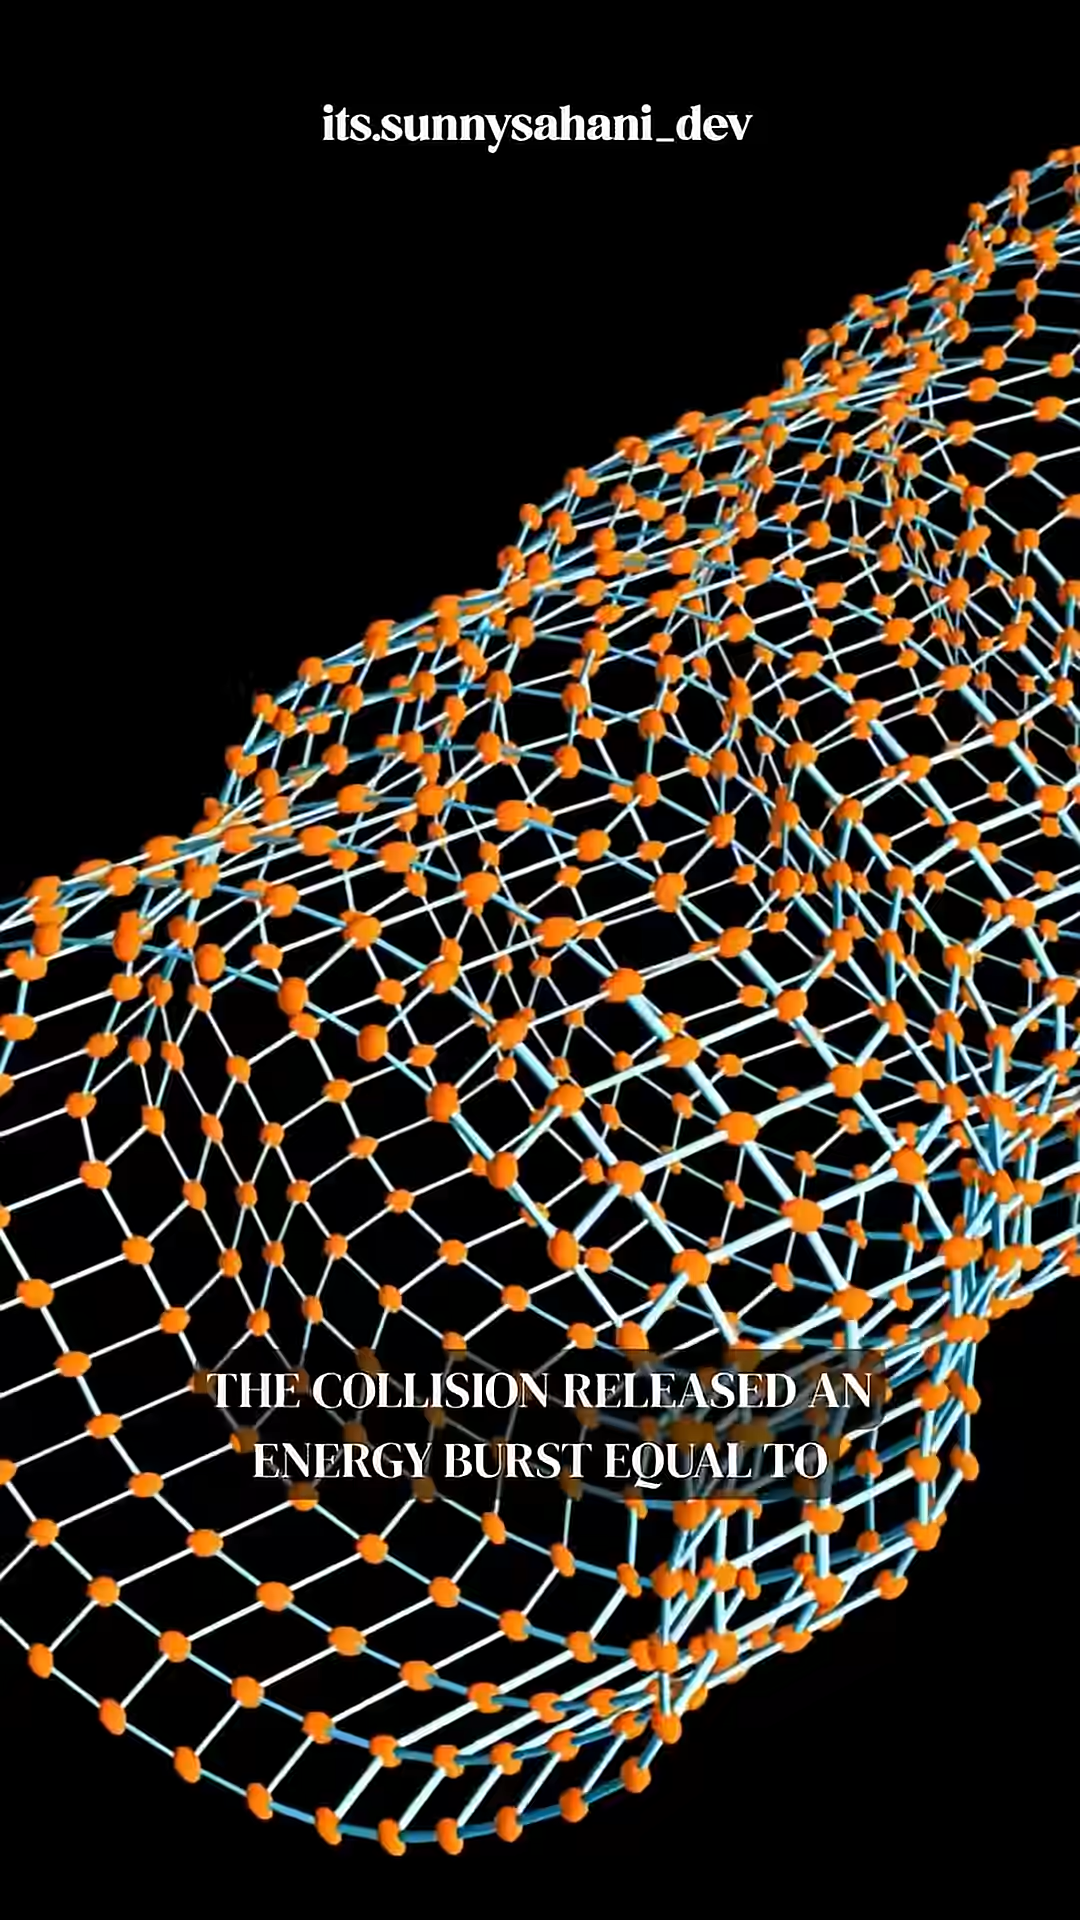 its.sunnysahani_dev
THE COLLISION RELEASED AN
ENERGY BURST EQUAL TO